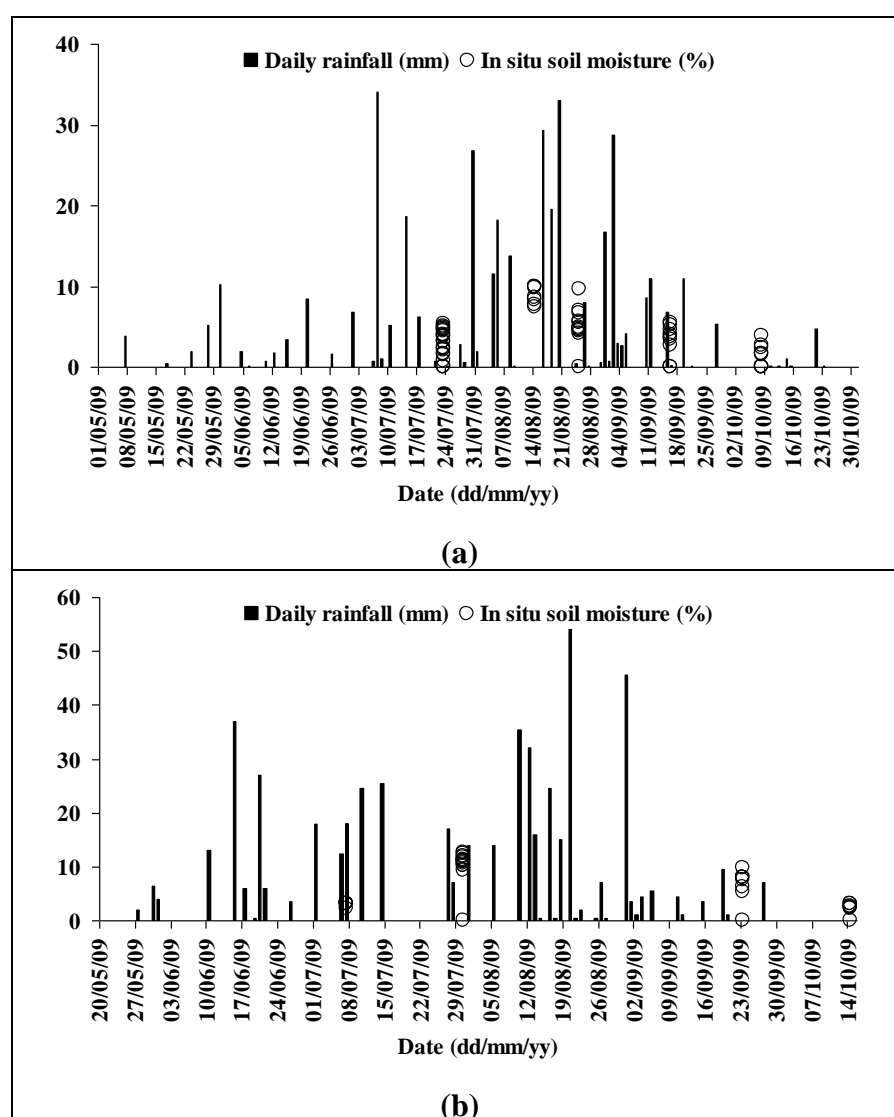 40
■ Daily rainfall (mm) ○ In situ soil moisture (%)
30
20
10
0
01/05/09 08/05/09 15/05/09 22/05/09 29/05/09 05/06/09 12/06/09 19/06/09 26/06/09 03/07/09 10/07/09 17/07/09 24/07/09 31/07/09 07/08/09 14/08/09 21/08/09 28/08/09 04/09/09 11/09/09 18/09/09 25/09/09 02/10/09 09/10/09 16/10/09 23/10/09 30/10/09
Date (dd/mm/yy)
(a)
60
■ Daily rainfall (mm) ○ In situ soil moisture (%)
50
40
30
20
10
0
20/05/09 27/05/09 03/06/09 10/06/09 17/06/09 24/06/09 01/07/09 08/07/09 15/07/09 22/07/09 29/07/09 05/08/09 12/08/09 19/08/09 26/08/09 02/09/09 09/09/09 16/09/09 23/09/09 30/09/09 07/10/09 14/10/09
Date (dd/mm/yy)
(b)